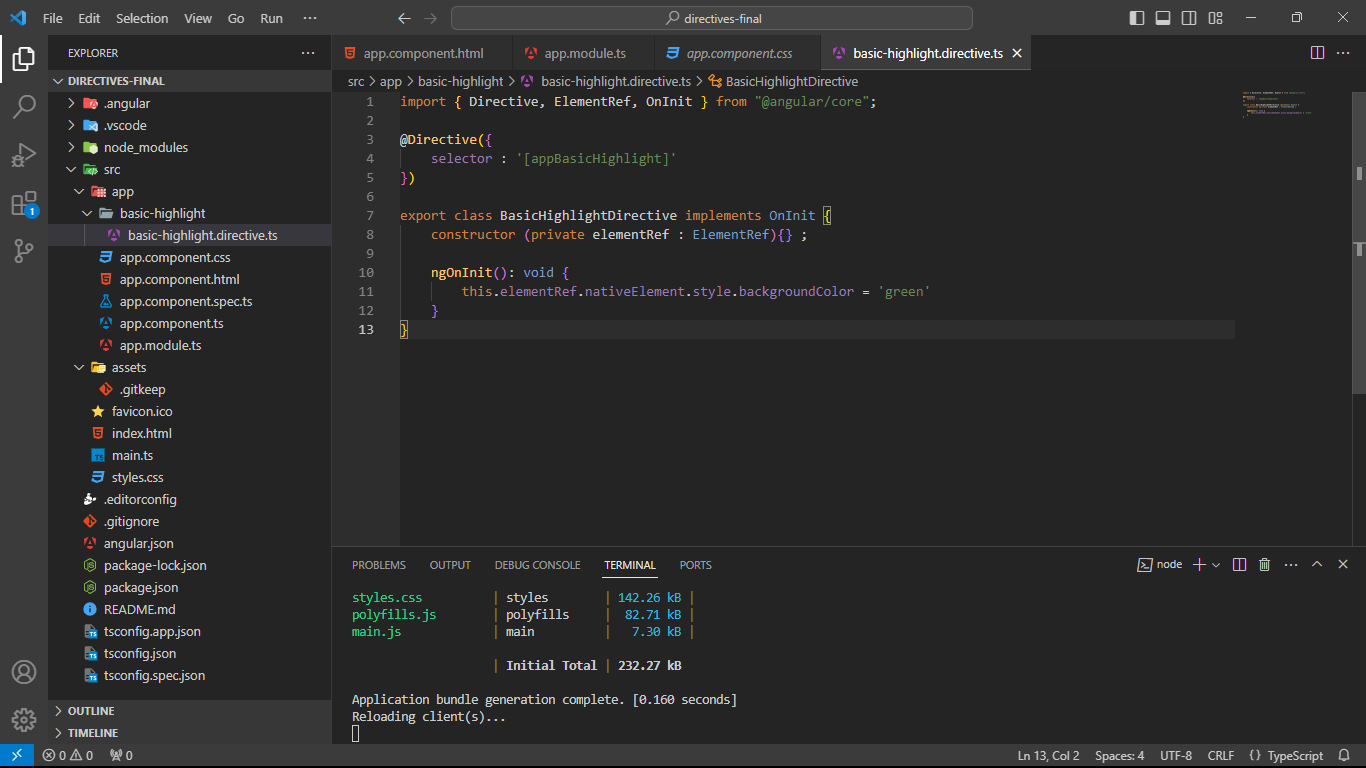 File Edit Selection View Go Run ··· directives-final
EXPLORER ···
DIRECTIVES-FINAL
.angular
.vscode
node_modules
src
app
basic-highlight
basic-highlight.directive.ts
app.component.css
app.component.html
app.component.spec.ts
app.component.ts
app.module.ts
assets
.gitkeep
favicon.ico
index.html
main.ts
styles.css
.editorconfig
.gitignore
angular.json
package-lock.json
package.json
README.md
tsconfig.app.json
tsconfig.json
tsconfig.spec.json
OUTLINE
TIMELINE
1
app.component.html app.module.ts app.component.css basic-highlight.directive.ts
src > app > basic-highlight > basic-highlight.directive.ts > BasicHighlightDirective
1 import { Directive, ElementRef, OnInit } from "@angular/core";
2
3 @Directive({
4 selector : '[appBasicHighlight]'
5 })
6
7 export class BasicHighlightDirective implements OnInit {
8 constructor (private elementRef : ElementRef){} ;
9
10 ngOnInit(): void {
11 this.elementRef.nativeElement.style.backgroundColor = 'green'
12 }
13 }
PROBLEMS OUTPUT DEBUG CONSOLE TERMINAL PORTS node
styles.css | styles | 142.26 kB |
polyfills.js | polyfills | 82.71 kB |
main.js | main | 7.30 kB |
| Initial Total | 232.27 kB
Application bundle generation complete. [0.160 seconds]
Reloading client(s)...
0 0 0 Ln 13, Col 2 Spaces: 4 UTF-8 CRLF {} TypeScript